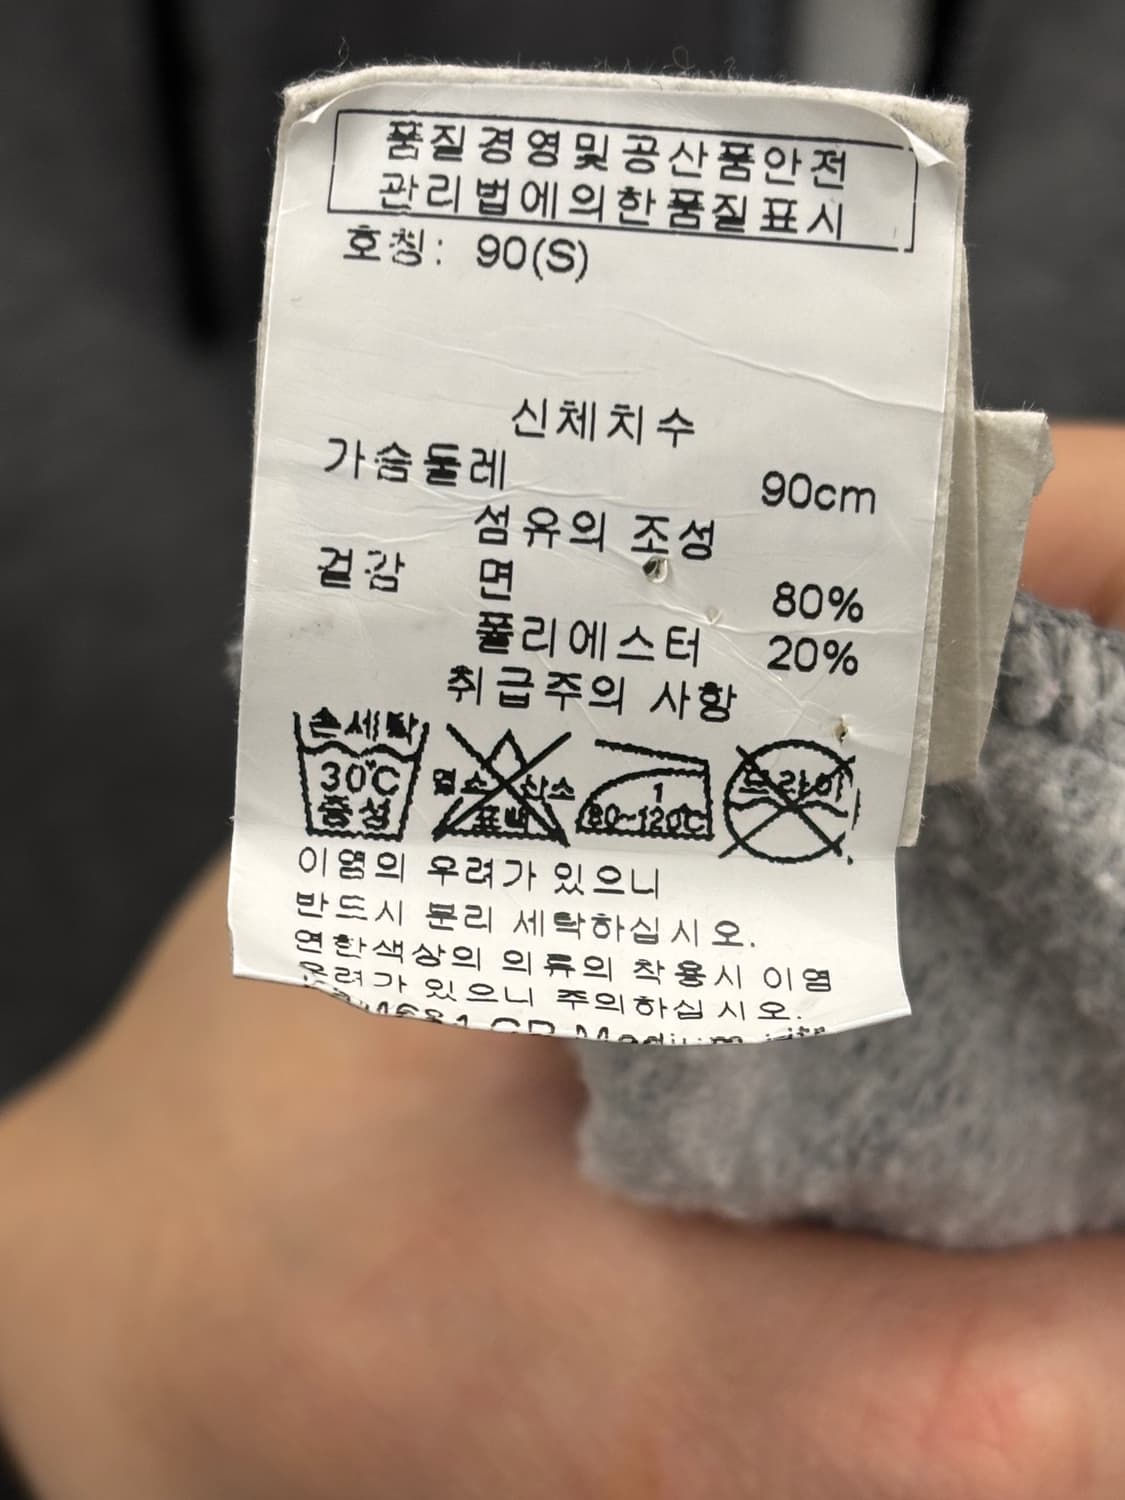 품질경영및공산품안전
관리법에의한품질표시
호칭: 90(S)
신체치수
가슴둘레 90cm
섬유의 조성
겉감 면 80%
폴리에스터 20%
취급주의 사항
손세탁
30℃
중성
염소 산소
표백
1
80~120℃
드라이
이염의 우려가 있으니
반드시 분리 세탁하십시오.
연한색상의 의류의 착용시 이염
우려가 있으니 주의하십시오.